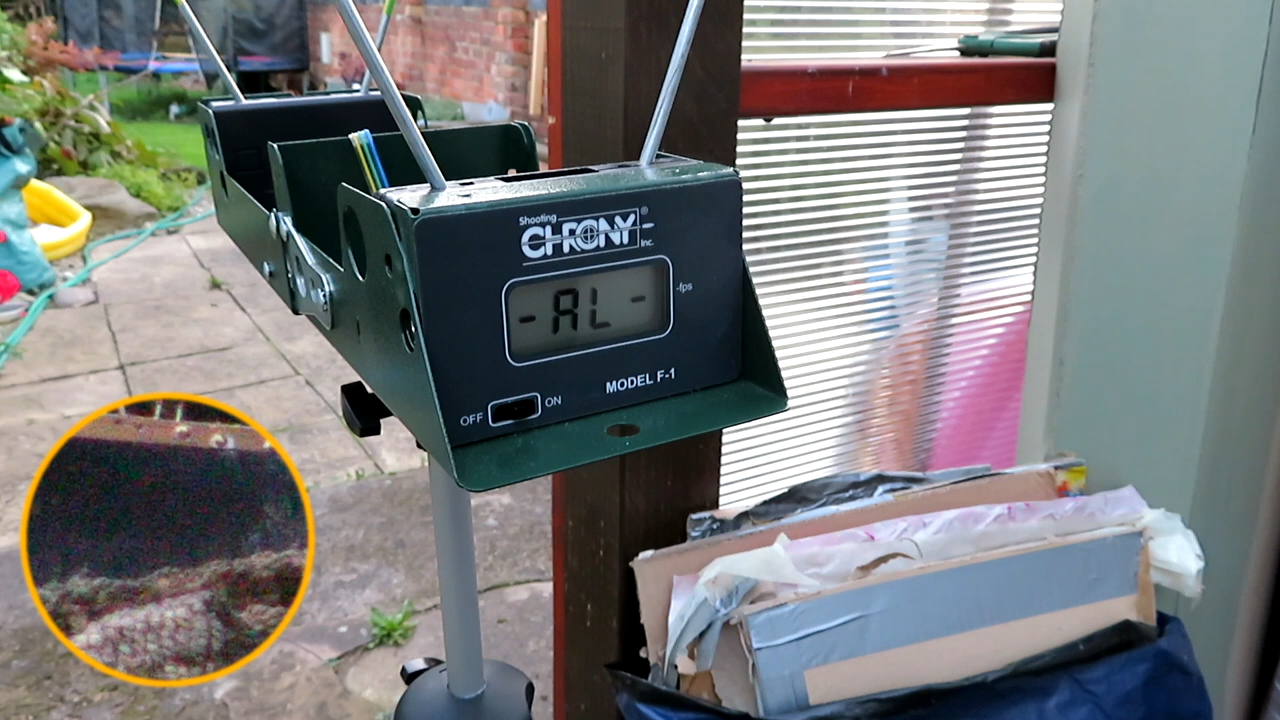 Shooting
CHRONY®
Inc.
-AL-
-fps
MODEL F-1
OFF ON